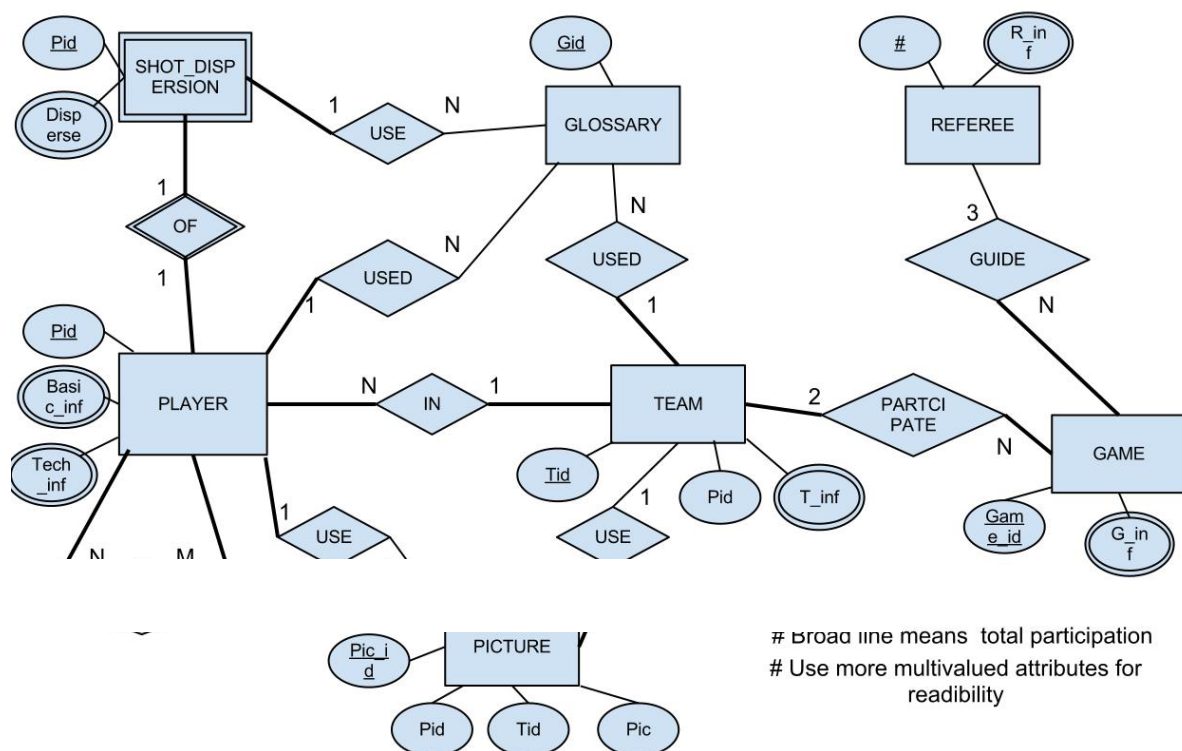 Pid
SHOT_DISP
ERSION
Disp
erse
1
USE
N
Gid
GLOSSARY
#
R_in
f
REFEREE
1
OF
1
N
USED
1
N
USED
1
3
GUIDE
N
Pid
Basi
c_inf
Tech
_inf
PLAYER
N
IN
1
TEAM
2
PARTCI
PATE
N
GAME
Tid
Pid
T_inf
Gam
e_id
G_in
f
1
USE
1
USE
N
M
Pic_i
d
PICTURE
Pid
Tid
Pic
# Broad line means total participation
# Use more multivalued attributes for
readibility